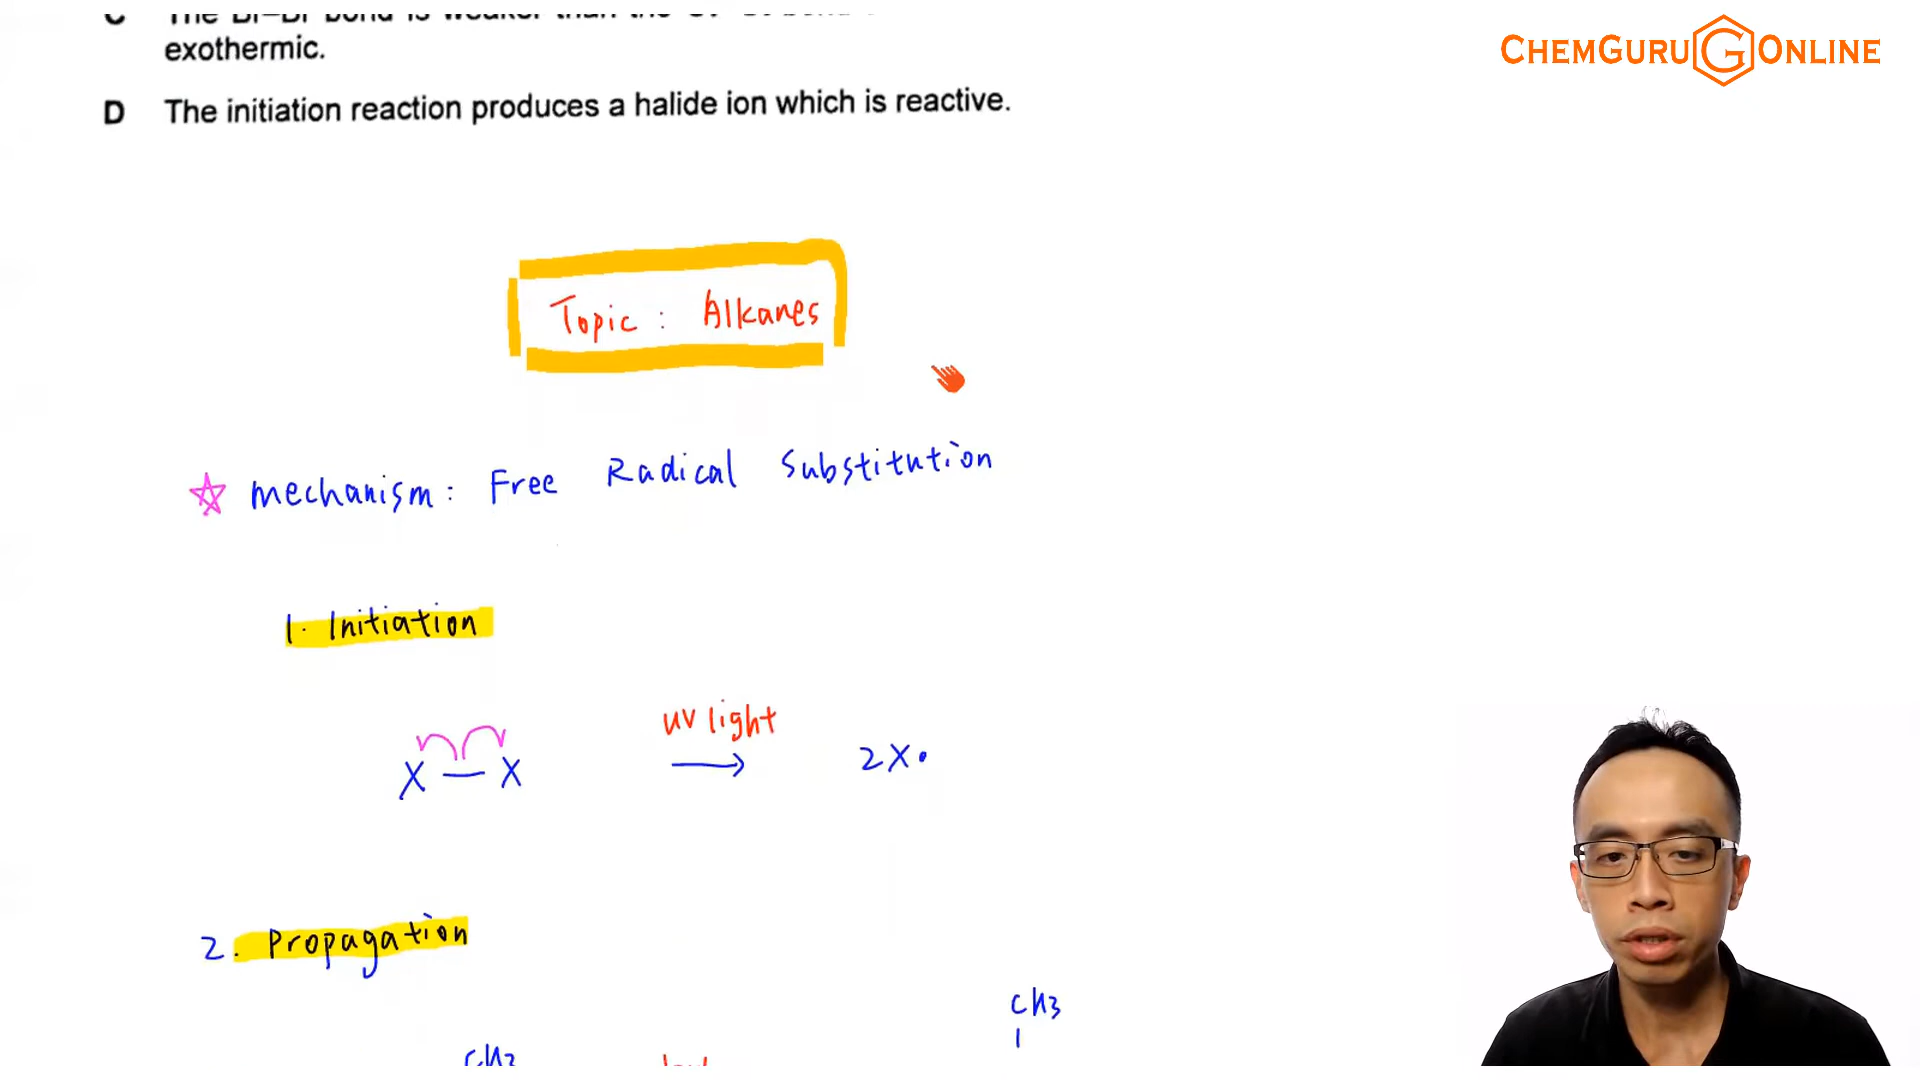 exothermic.
CHEMGURU G ONLINE
D The initiation reaction produces a halide ion which is reactive.
Topic : Alkanes
Mechanism : Free Radical Substitution
1. Initiation
uv light
X — X → 2X•
2. Propagation
CH3
CH3